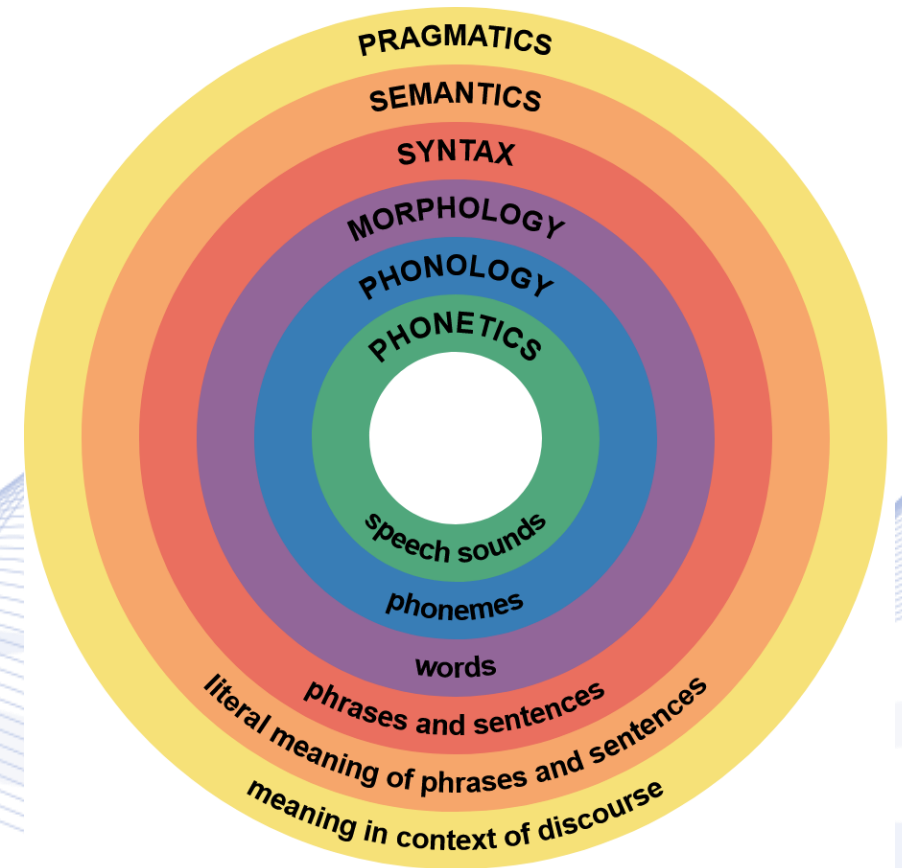 PRAGMATICS
SEMANTICS
SYNTAX
MORPHOLOGY
PHONOLOGY
PHONETICS
speech sounds
phonemes
words
phrases and sentences
literal meaning of phrases and sentences
meaning in context of discourse